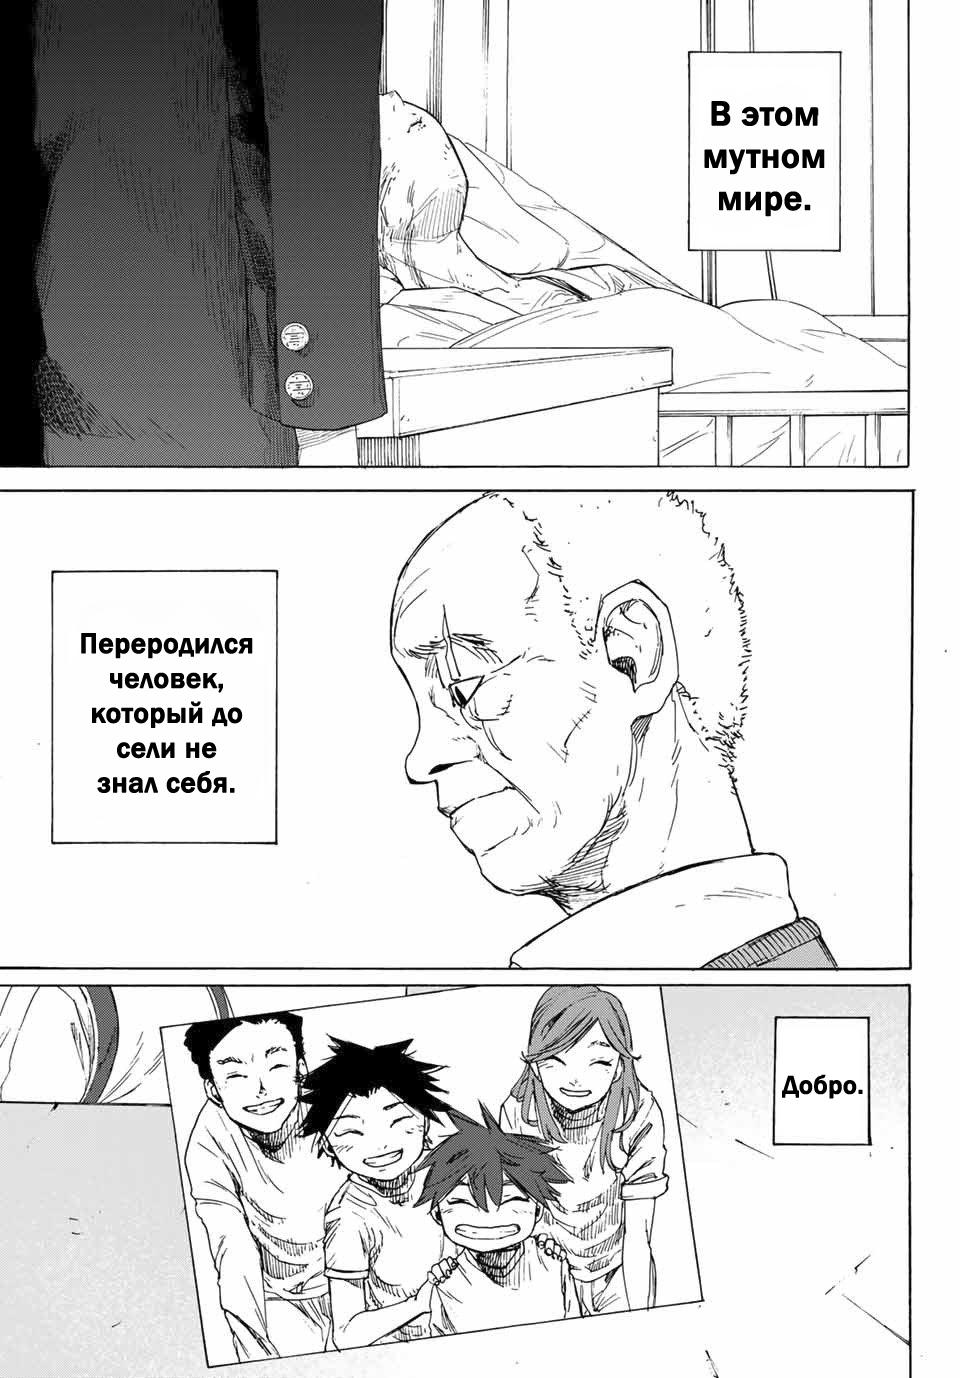 В этом
мутном
мире.
Переродился
человек,
который до
сели не
знал себя.
Добро.